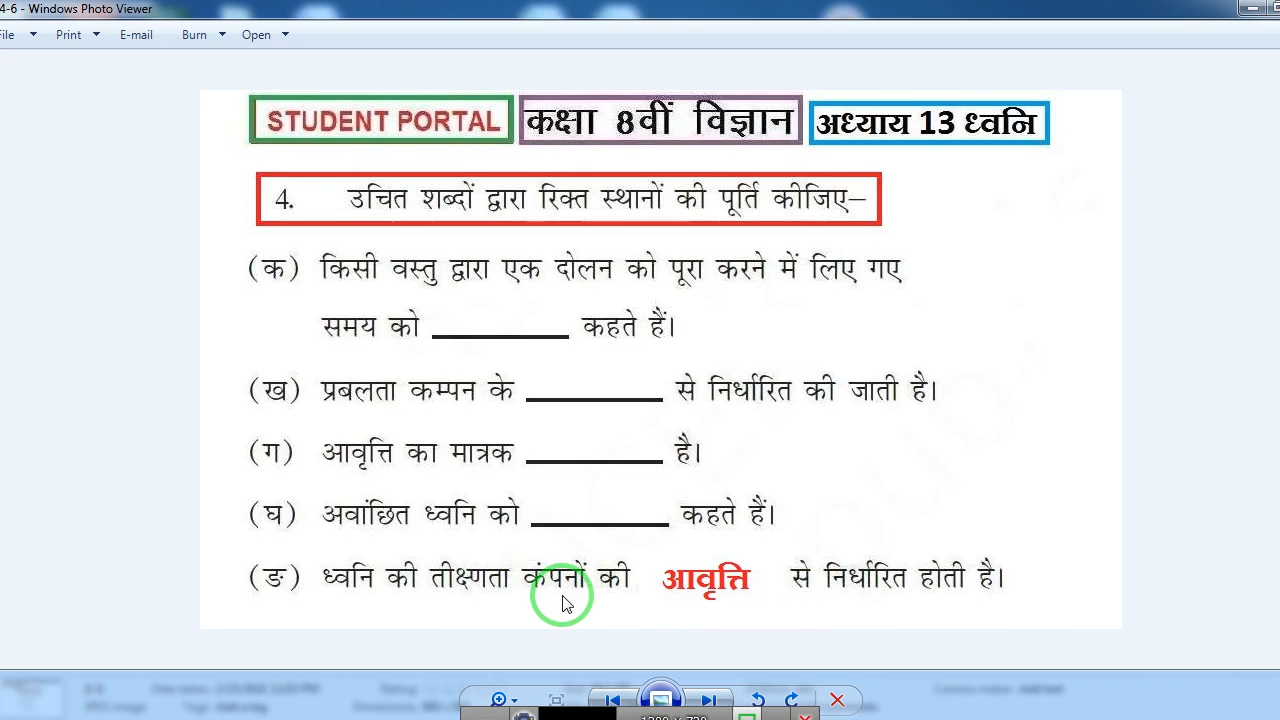 4-6 - Windows Photo Viewer
File Print E-mail Burn Open
STUDENT PORTAL कक्षा 8वीं विज्ञान अध्याय 13 ध्वनि
4. उचित शब्दों द्वारा रिक्त स्थानों की पूर्ति कीजिए–
(क) किसी वस्तु द्वारा एक दोलन को पूरा करने में लिए गए
समय को __________ कहते हैं।
(ख) प्रबलता कम्पन के __________ से निर्धारित की जाती है।
(ग) आवृत्ति का मात्रक __________ है।
(घ) अवांछित ध्वनि को __________ कहते हैं।
(ङ) ध्वनि की तीक्ष्णता कंपनों की आवृत्ति से निर्धारित होती है।